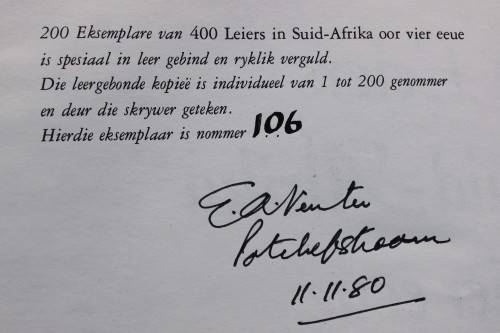 200 Eksemplare van 400 Leiers in Suid-Afrika oor vier eeue
is spesiaal in leer gebind en ryklik verguld.
Die leergebonde kopieë is individueel van 1 tot 200 genommer
en deur die skrywer geteken.
Hierdie eksemplaar is nommer 106
E.A. Venter
Potchefstroom
11.11.80